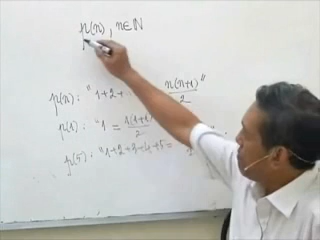 p(n), n∈ℕ
p(n): "1+2+ n(n+1)/2"
p(1): "1 = 1(1+1)/2
p(5): "1+2+3+4+5=